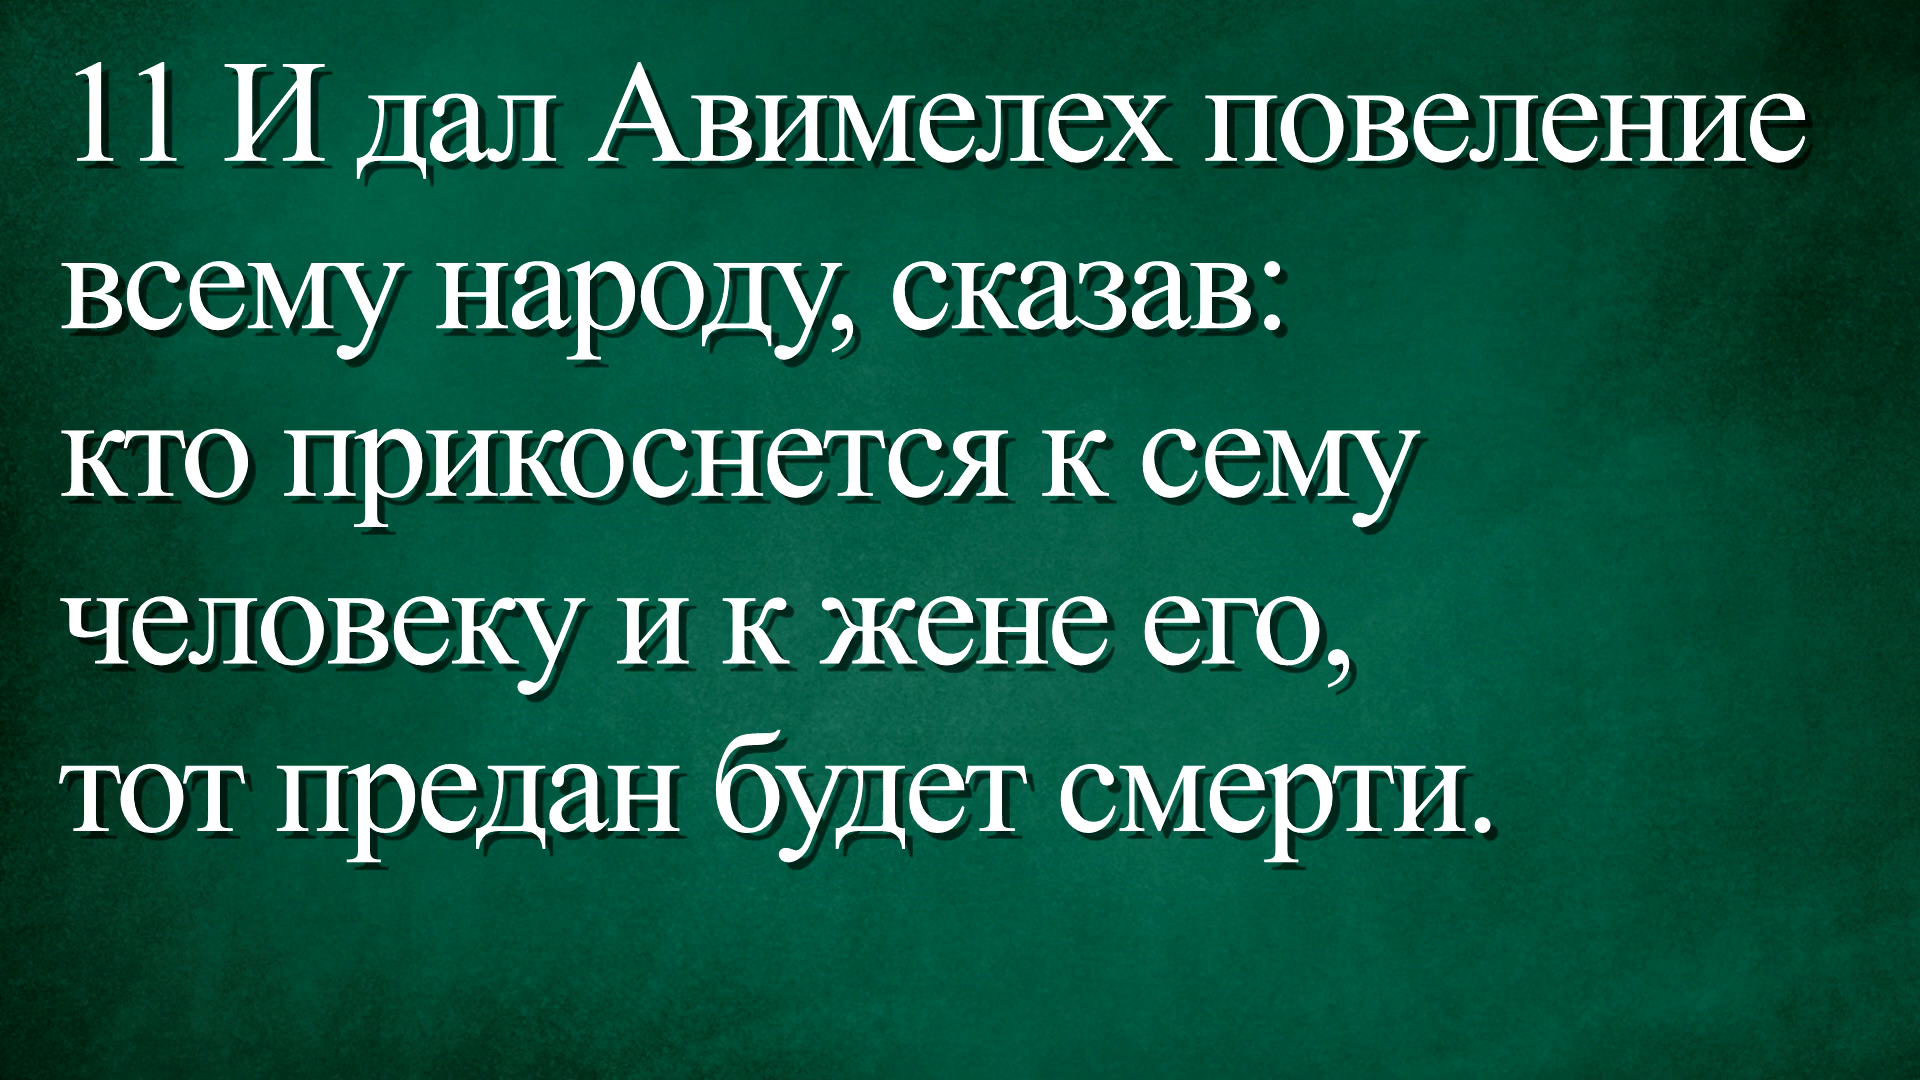 11 И дал Авимелех повеление
всему народу, сказав:
кто прикоснется к сему
человеку и к жене его,
тот предан будет смерти.